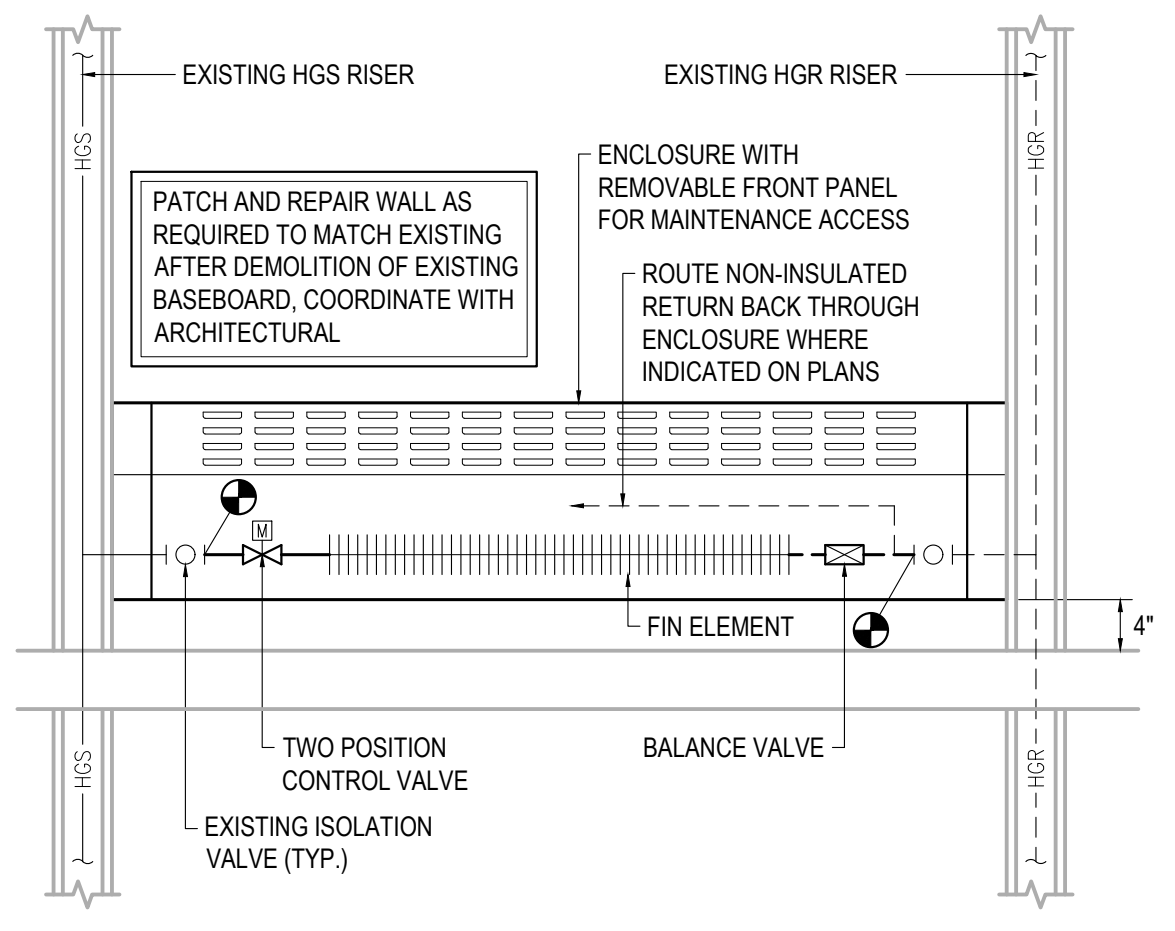 EXISTING HGS RISER
EXISTING HGR RISER
HGS
HGR
ENCLOSURE WITH
REMOVABLE FRONT PANEL
FOR MAINTENANCE ACCESS
PATCH AND REPAIR WALL AS
REQUIRED TO MATCH EXISTING
AFTER DEMOLITION OF EXISTING
BASEBOARD, COORDINATE WITH
ARCHITECTURAL
ROUTE NON-INSULATED
RETURN BACK THROUGH
ENCLOSURE WHERE
INDICATED ON PLANS
M
FIN ELEMENT
4"
HGS
TWO POSITION
CONTROL VALVE
BALANCE VALVE
HGR
EXISTING ISOLATION
VALVE (TYP.)